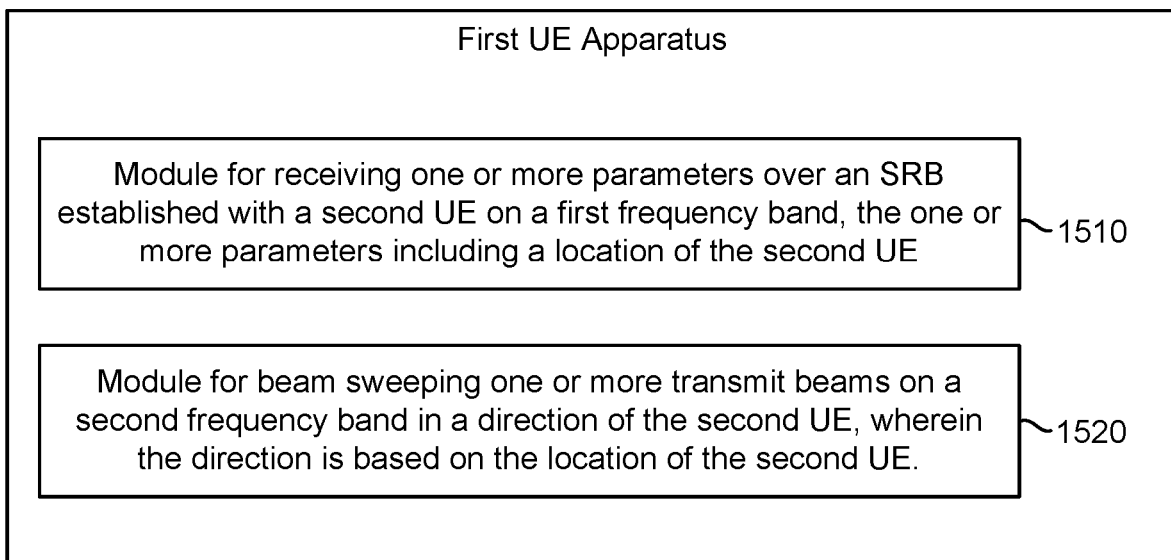 First UE Apparatus
Module for receiving one or more parameters over an SRB
established with a second UE on a first frequency band, the one or
more parameters including a location of the second UE
1510
Module for beam sweeping one or more transmit beams on a
second frequency band in a direction of the second UE, wherein
the direction is based on the location of the second UE.
1520